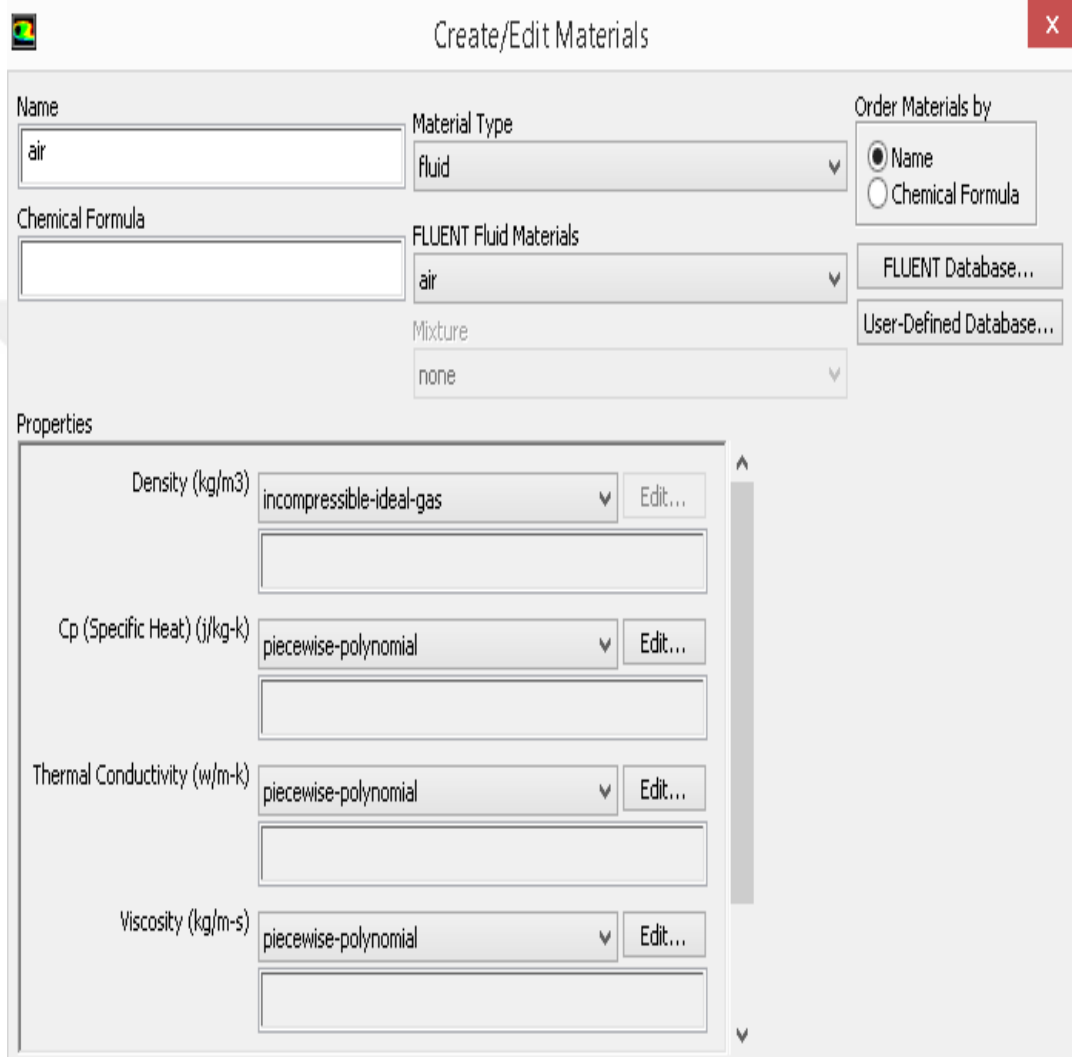 Create/Edit Materials
x
Name
air
Material Type
fluid
Order Materials by
Name
Chemical Formula
Chemical Formula
FLUENT Fluid Materials
air
FLUENT Database...
User-Defined Database...
Mixture
none
Properties
Density (kg/m3)
incompressible-ideal-gas
Edit...
Cp (Specific Heat) (j/kg-k)
piecewise-polynomial
Edit...
Thermal Conductivity (w/m-k)
piecewise-polynomial
Edit...
Viscosity (kg/m-s)
piecewise-polynomial
Edit...